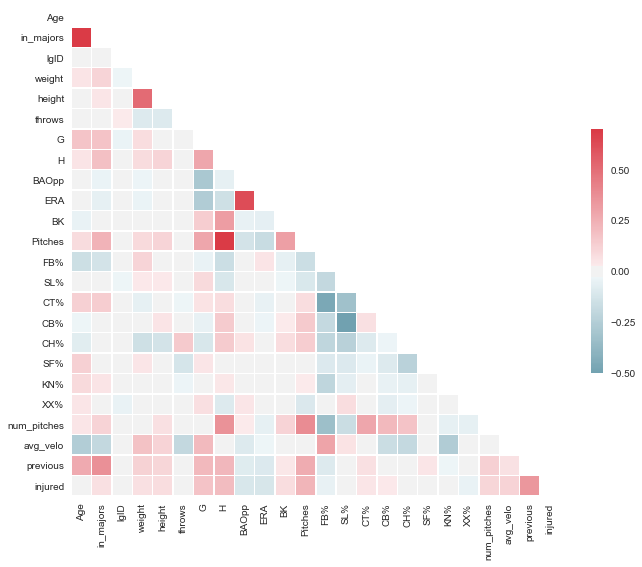 Age
in_majors
lgID
weight
height
throws
G
H
BAOpp
ERA
BK
Pitches
FB%
SL%
CT%
CB%
CH%
SF%
KN%
XX%
num_pitches
avg_velo
previous
injured
Age
in_majors
lgID
weight
height
throws
G
H
BAOpp
ERA
BK
Pitches
FB%
SL%
CT%
CB%
CH%
SF%
KN%
XX%
num_pitches
avg_velo
previous
injured
0.50
0.25
0.00
−0.25
−0.50